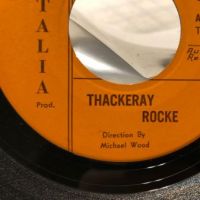 TALIA
Prod.
THACKERAY
ROCKE
Direction By
Michael Wood